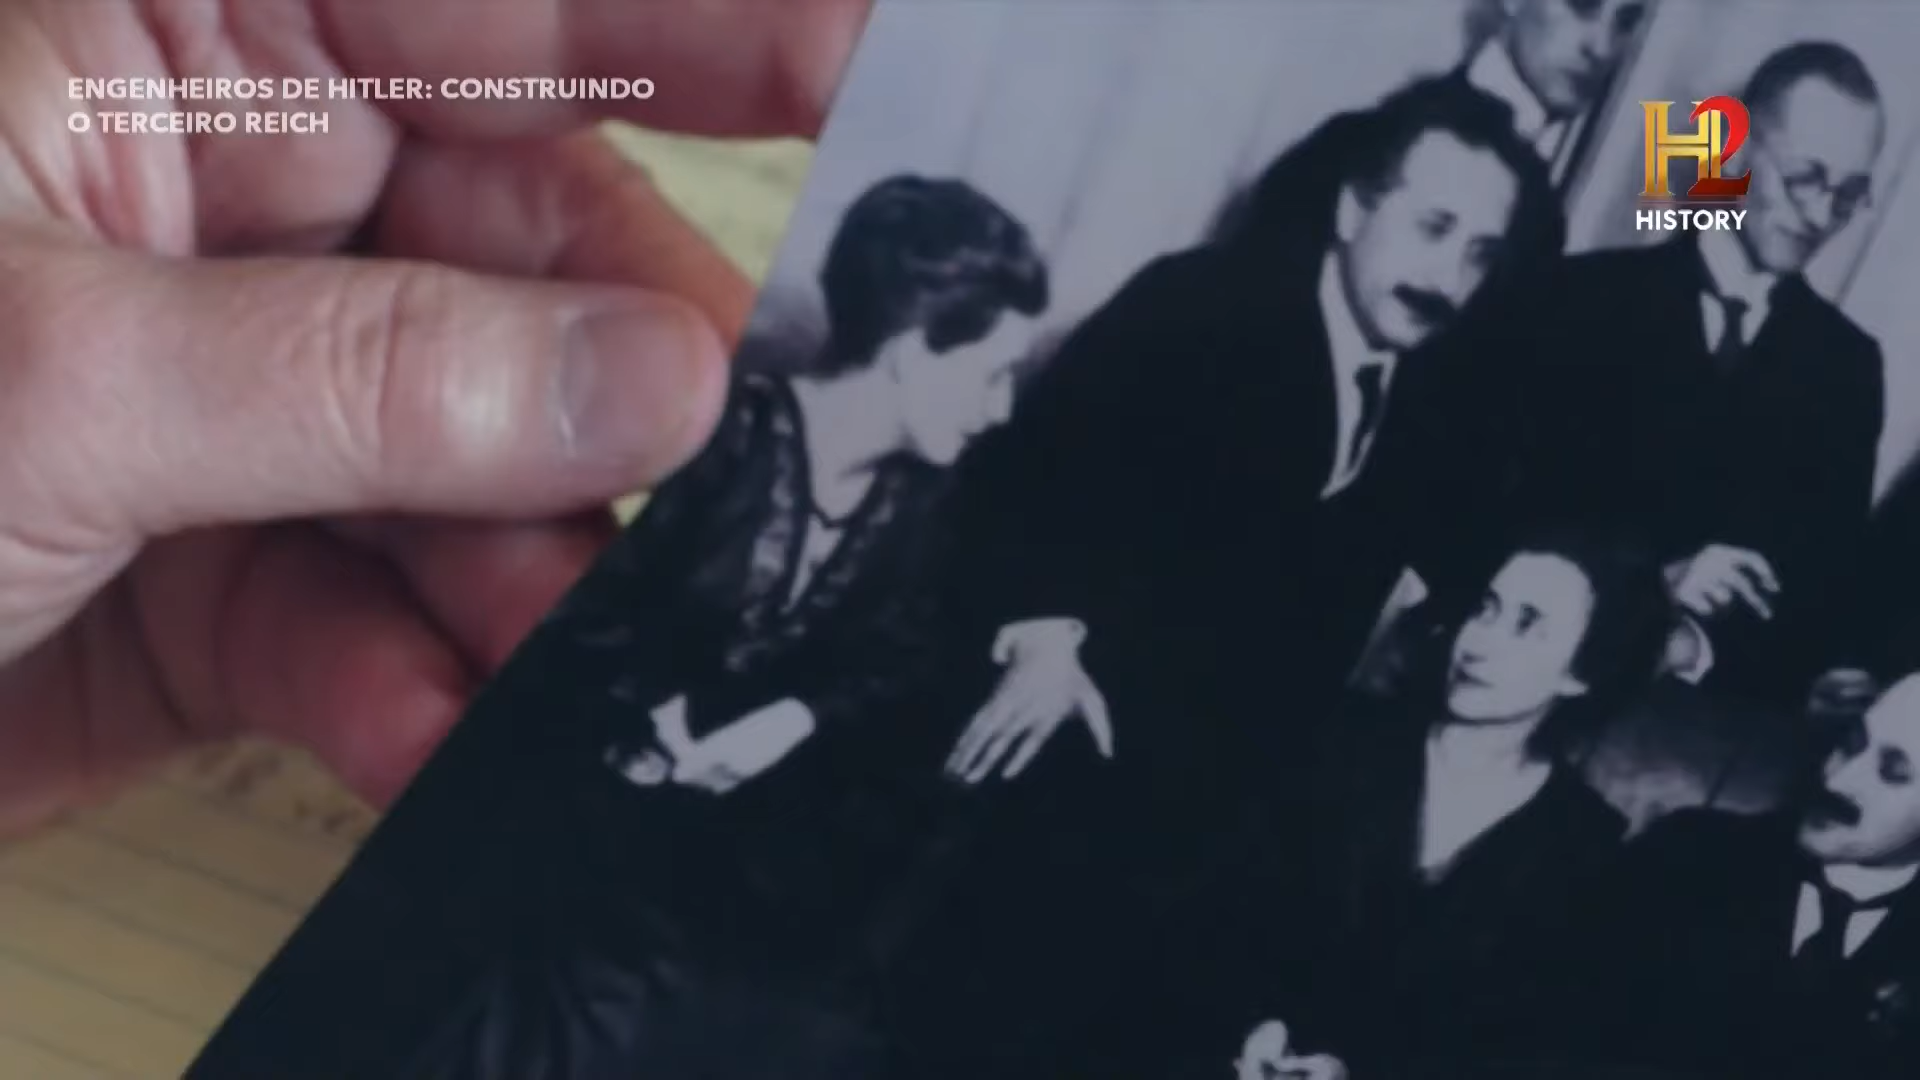 ENGENHEIROS DE HITLER: CONSTRUINDO
O TERCEIRO REICH
H2
HISTORY